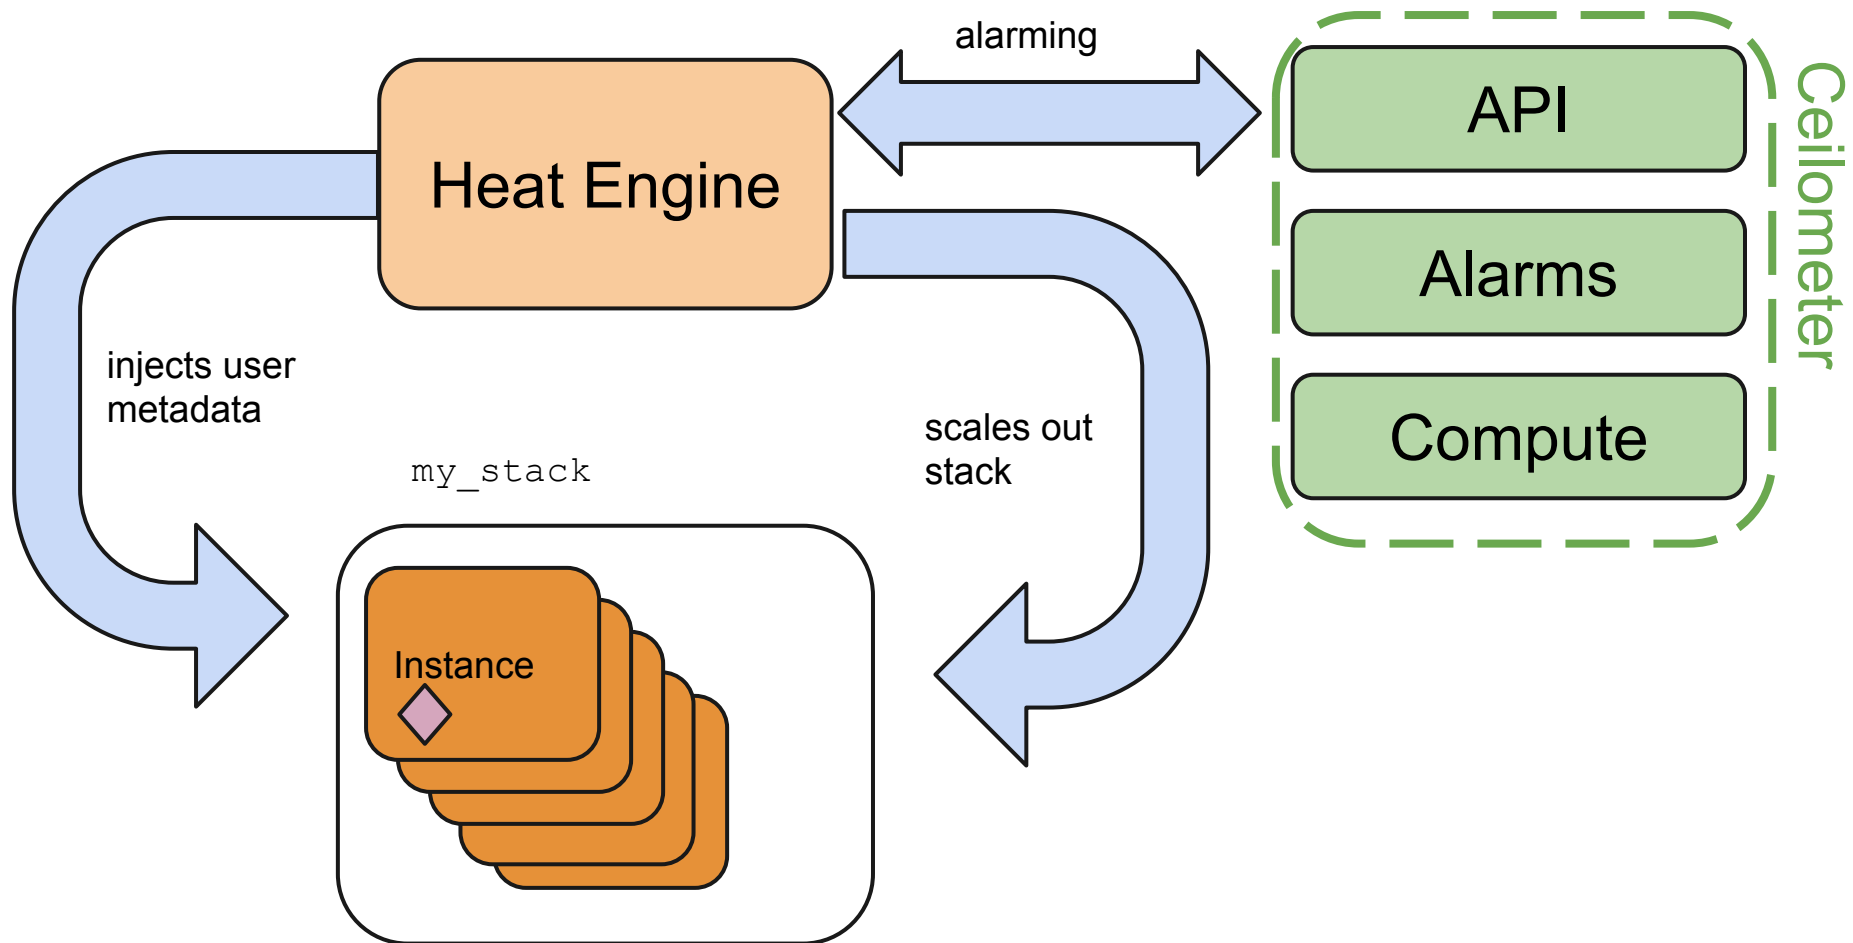 alarming
Heat Engine
API
Alarms
Compute
Ceilometer
injects user
metadata
scales out
stack
my_stack
Instance